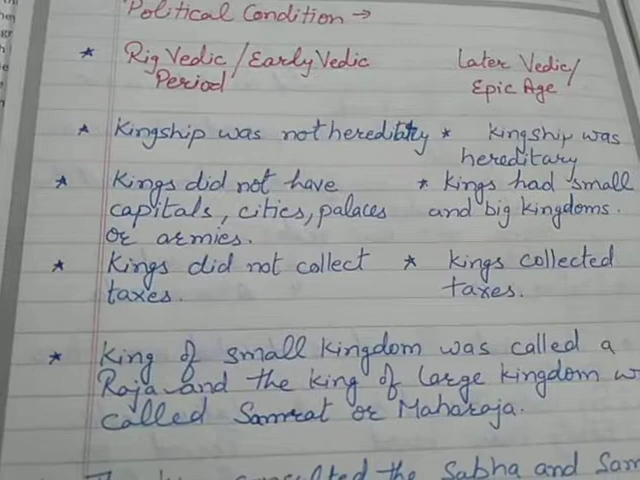 Political Condition →
* Rig Vedic / Early Vedic Period
Later Vedic/ Epic Age
* Kingship was not hereditary * kingship was
hereditary
* Kings did not have * kings had small
capitals, cities, palaces and big kingdoms.
or armies.
* Kings did not collect * kings collected
taxes. taxes.
* King of small kingdom was called a
Raja and the king of large kingdom
called Samrat or Maharaja.
the Sabha and